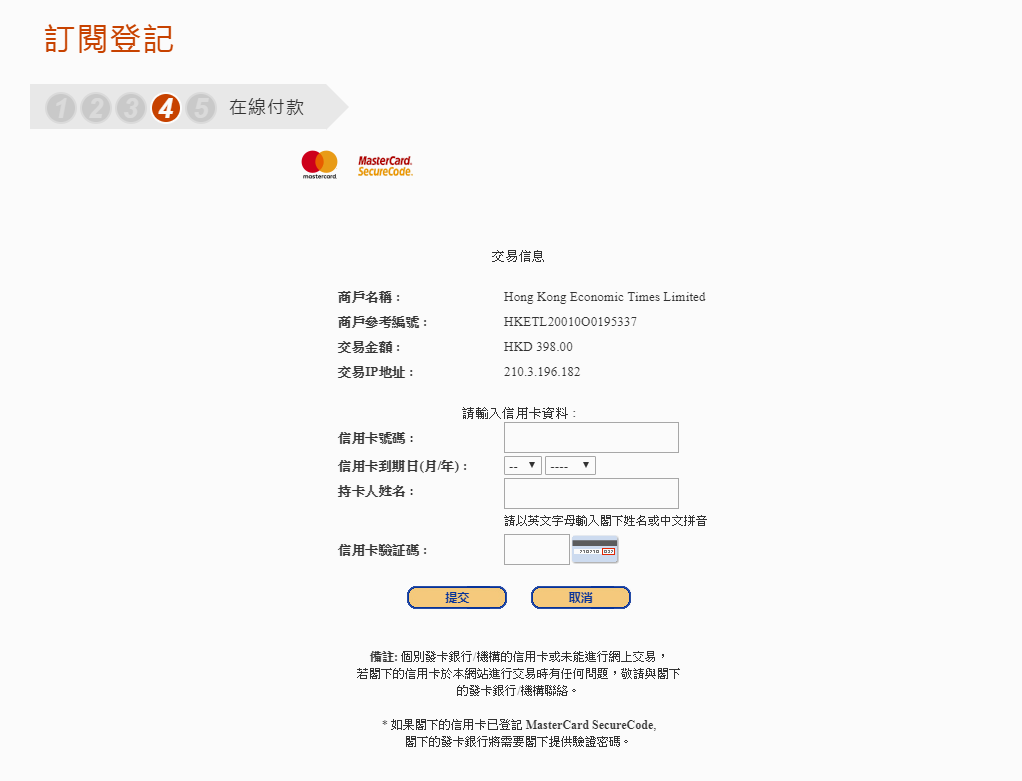 訂閱登記
1 2 3 4 5 在線付款
mastercard.
MasterCard.
SecureCode.
交易信息
商戶名稱 : Hong Kong Economic Times Limited
商戶參考編號 : HKETL20010O0195337
交易金額 : HKD 398.00
交易IP地址 : 210.3.196.182
請輸入信用卡資料 :
信用卡號碼 :
信用卡到期日(月/年) : -- ----
持卡人姓名 :
請以英文字母輸入閣下姓名或中文拼音
信用卡驗証碼 :
提交 取消
備註: 個別發卡銀行/機構的信用卡或未能進行網上交易，
若閣下的信用卡於本網站進行交易時有任何問題，敬請與閣下
的發卡銀行/機構聯絡。
* 如果閣下的信用卡已登記 MasterCard SecureCode,
閣下的發卡銀行將需要閣下提供驗證密碼。